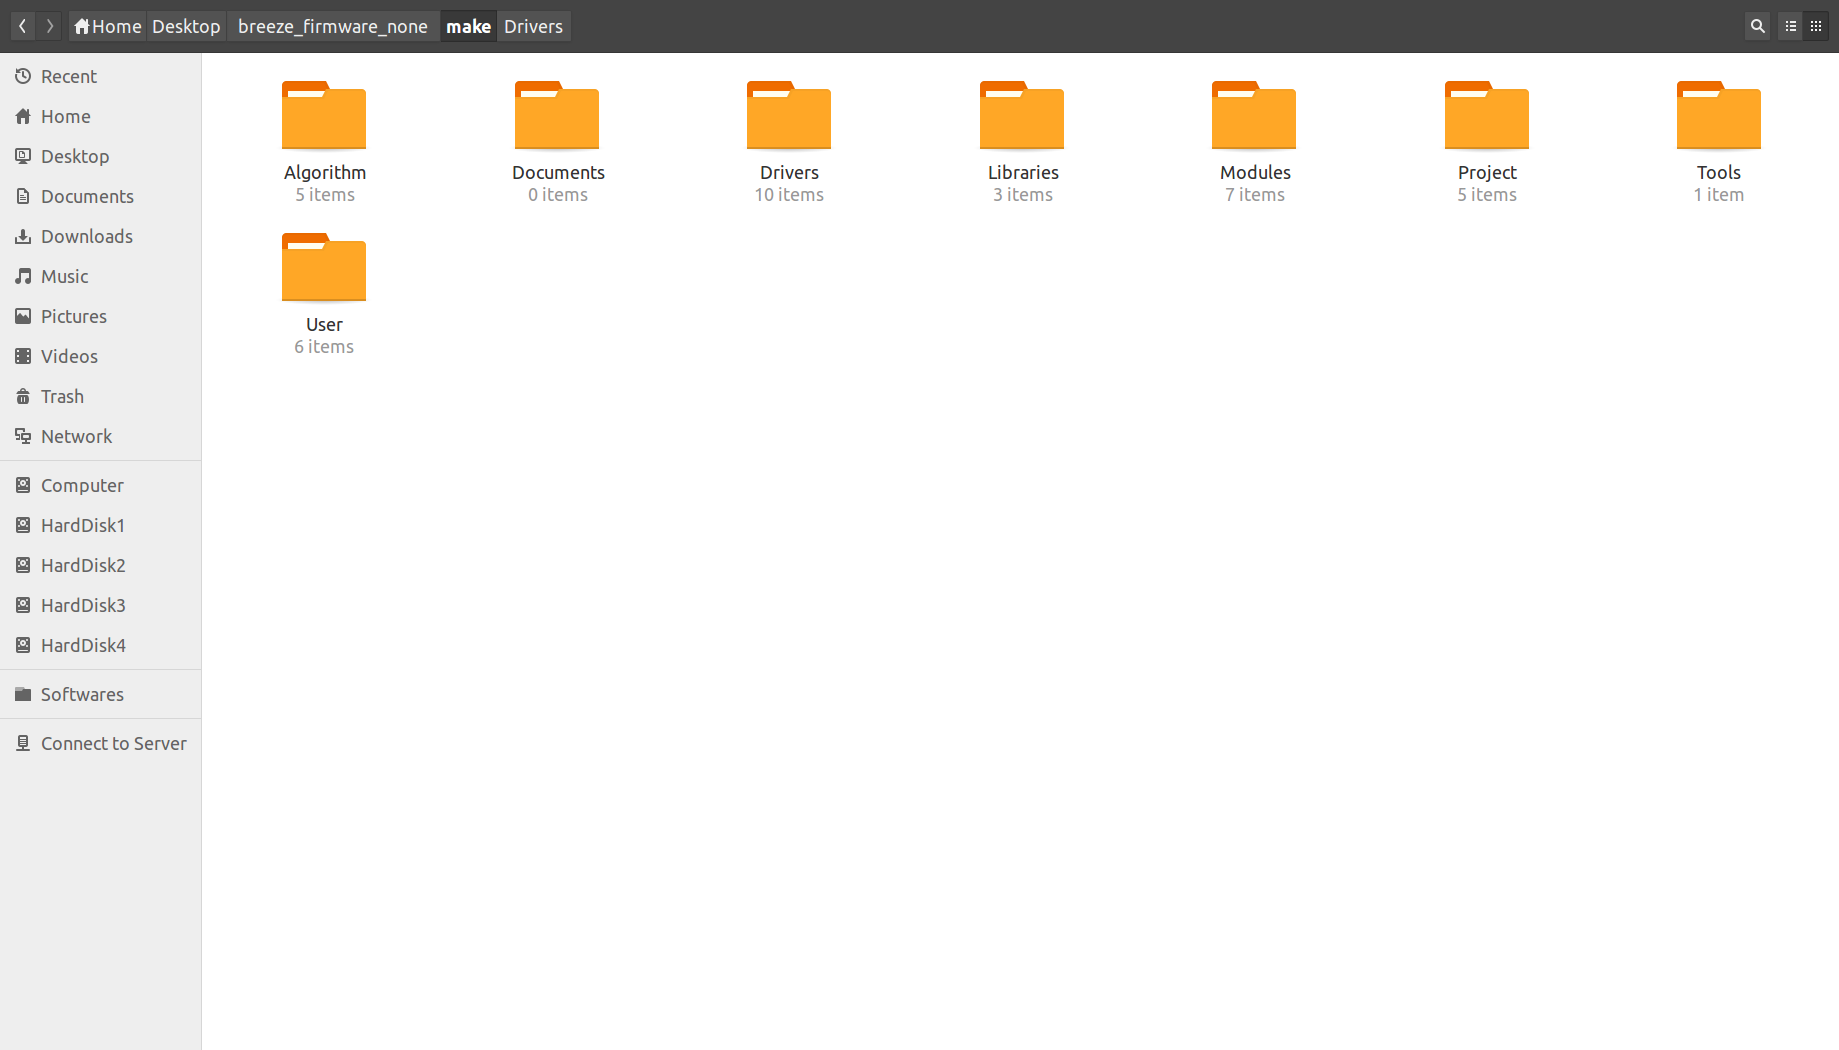 Home Desktop breeze_firmware_none make Drivers
Recent
Home
Desktop
Documents
Downloads
Music
Pictures
Videos
Trash
Network
Computer
HardDisk1
HardDisk2
HardDisk3
HardDisk4
Softwares
Connect to Server
Algorithm
5 items
Documents
0 items
Drivers
10 items
Libraries
3 items
Modules
7 items
Project
5 items
Tools
1 item
User
6 items